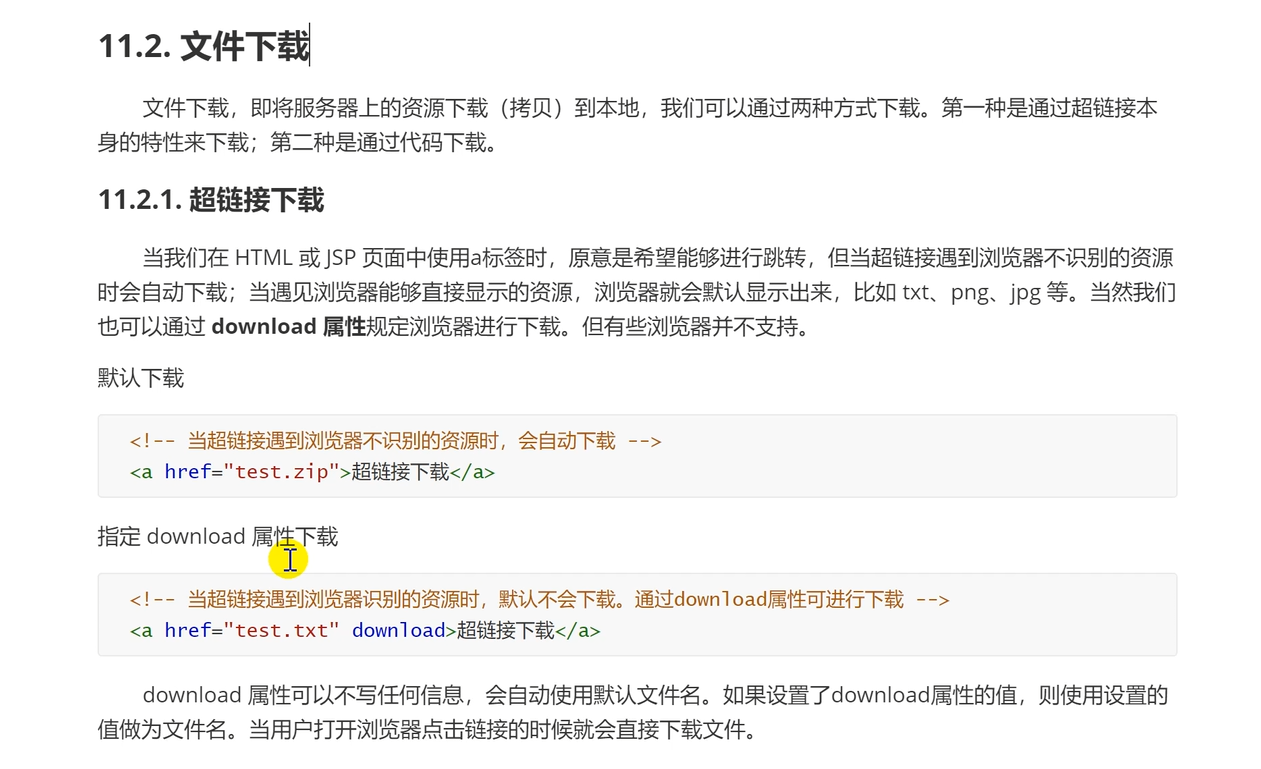 11.2. 文件下载
文件下载，即将服务器上的资源下载（拷贝）到本地，我们可以通过两种方式下载。第一种是通过超链接本
身的特性来下载；第二种是通过代码下载。
11.2.1. 超链接下载
当我们在 HTML 或 JSP 页面中使用a标签时，原意是希望能够进行跳转，但当超链接遇到浏览器不识别的资源
时会自动下载；当遇见浏览器能够直接显示的资源，浏览器就会默认显示出来，比如 txt、png、jpg 等。当然我们
也可以通过 download 属性规定浏览器进行下载。但有些浏览器并不支持。
默认下载
<!-- 当超链接遇到浏览器不识别的资源时，会自动下载 -->
<a href="test.zip">超链接下载</a>
指定 download 属性下载
<!-- 当超链接遇到浏览器识别的资源时，默认不会下载。通过download属性可进行下载 -->
<a href="test.txt" download>超链接下载</a>
download 属性可以不写任何信息，会自动使用默认文件名。如果设置了download属性的值，则使用设置的
值做为文件名。当用户打开浏览器点击链接的时候就会直接下载文件。